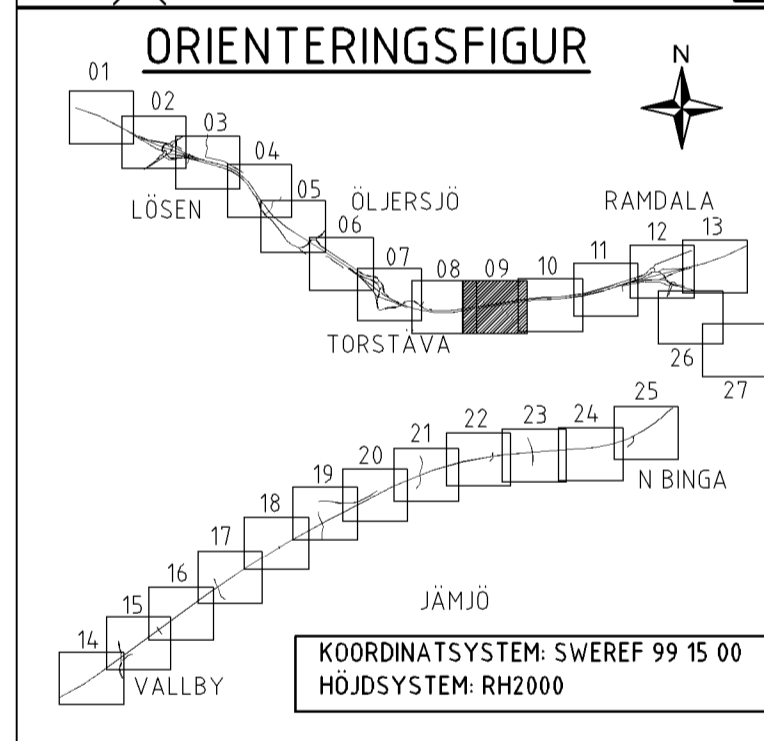 ORIENTERINGSFIGUR
N
01
02
03
04
LÖSEN
05
ÖLJERSJÖ
RAMDALA
06
07
08
09
10
11
12
13
TORSTÄVA
26
27
25
24
23
22
21
20
N BINGA
19
18
17
16
JÄMJÖ
15
14
VALLBY
KOORDINATSYSTEM: SWEREF 99 15 00
HÖJDSYSTEM: RH2000